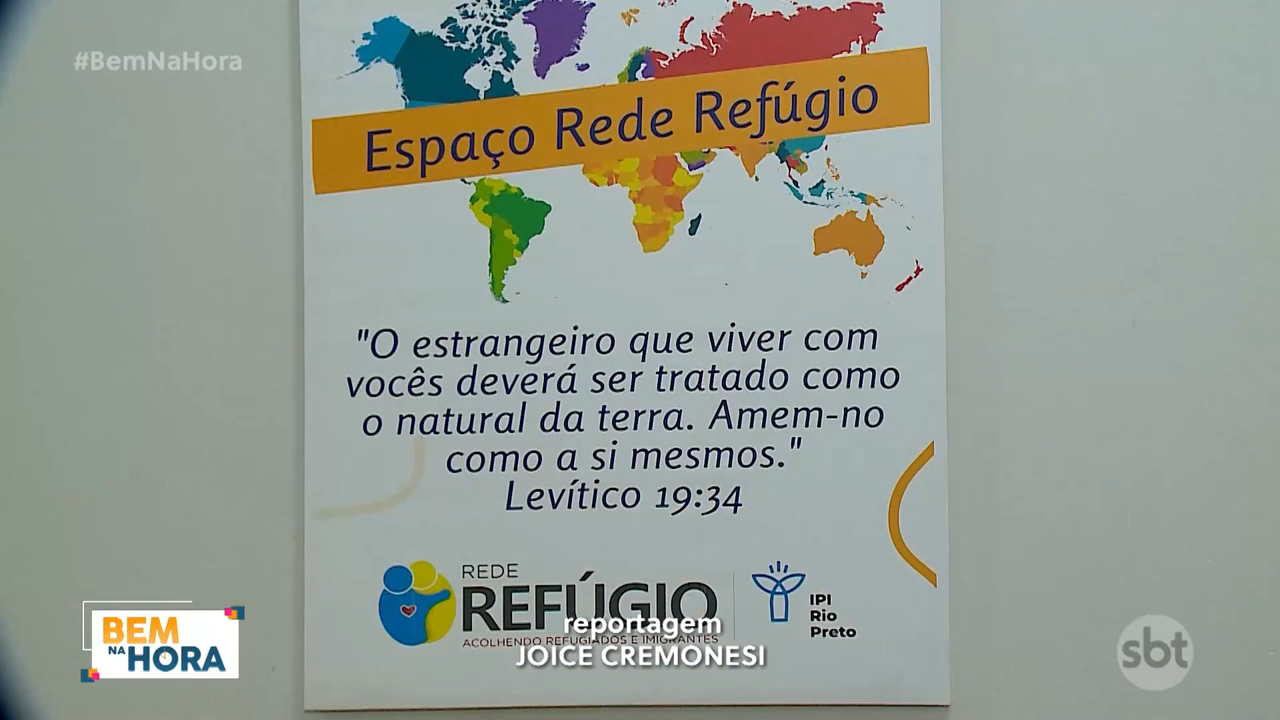 #BemNaHora
Espaço Rede Refúgio
"O estrangeiro que viver com
vocês deverá ser tratado como
o natural da terra. Amem-no
como a si mesmos."
Levítico 19:34
REDE
REFÚGIO
ACOLHENDO REFUGIADOS E IMIGRANTES
IPI
Rio
Preto
reportagem
JOICE CREMONESI
BEM
NA
HORA
sbt